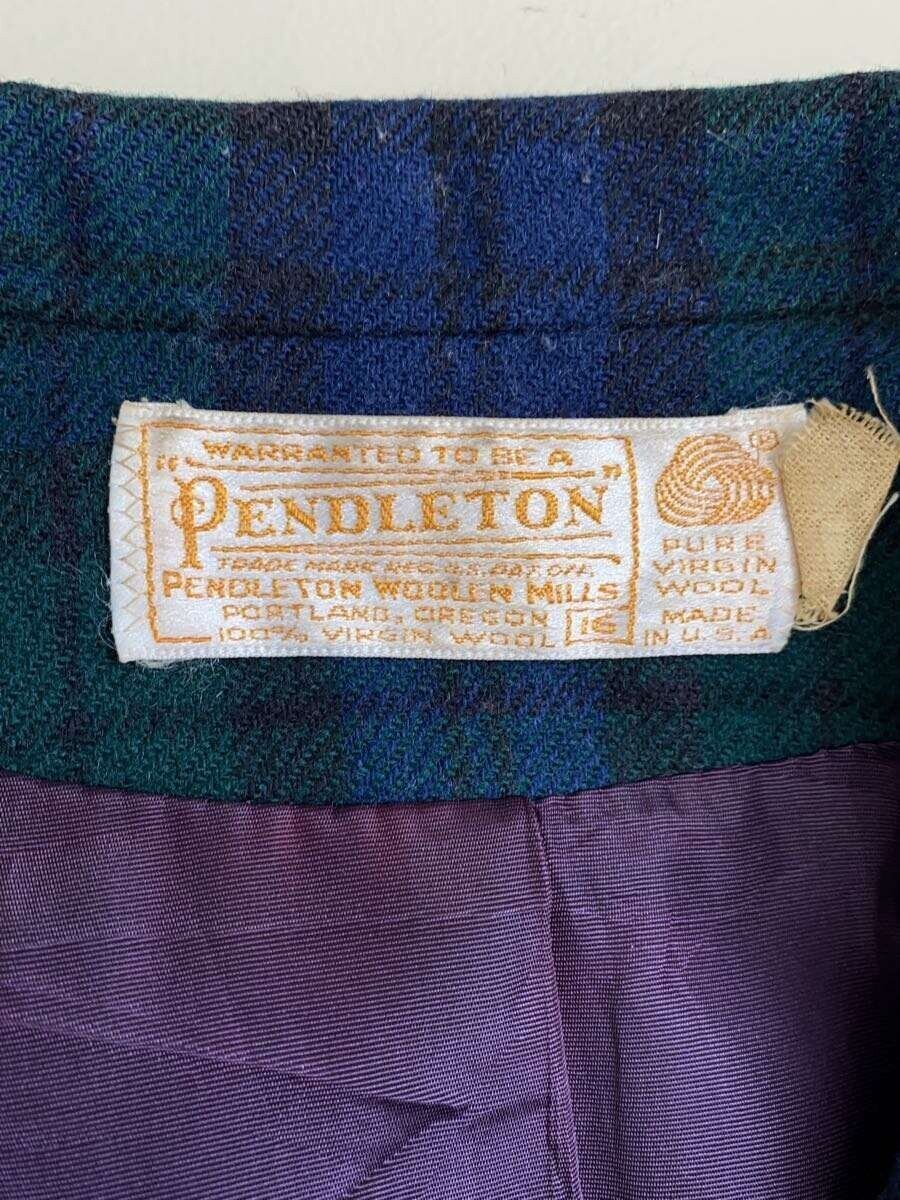 WARRANTED TO BE A
"PENDLETON"
TRADE MARK REG. U.S. PAT. OFF.
PENDLETON WOOLEN MILLS
PORTLAND, OREGON
100% VIRGIN WOOL
16
®
PURE
VIRGIN
WOOL
MADE
IN U.S.A